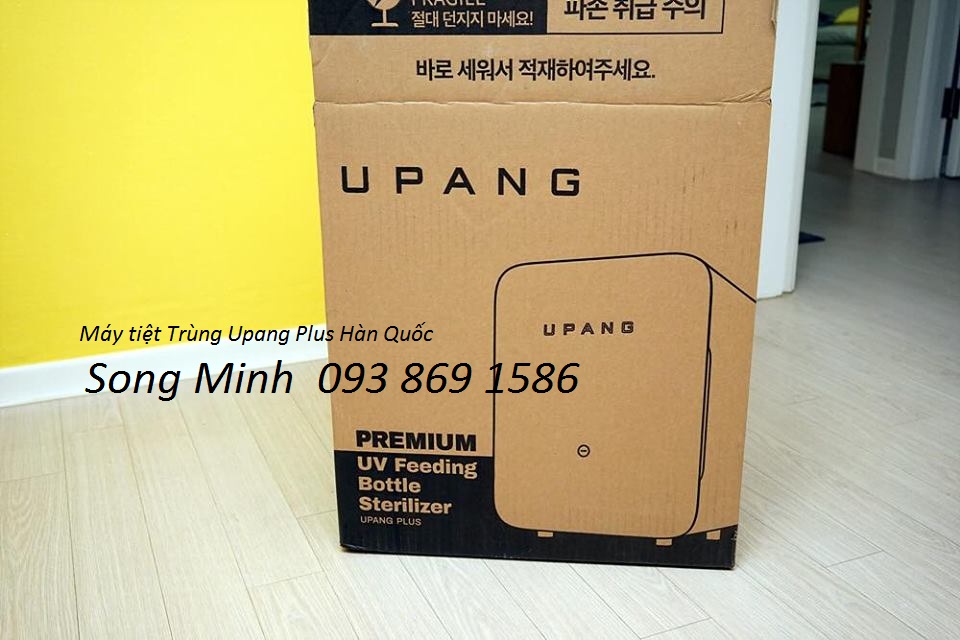 FRAGILE
절대 던지지 마세요!
파손 취급 주의
바로 세워서 적재하여주세요.
UPANG
UPANG
Máy tiệt Trùng Upang Plus Hàn Quốc
Song Minh 093 869 1586
PREMIUM
UV Feeding
Bottle
Sterilizer
UPANG PLUS